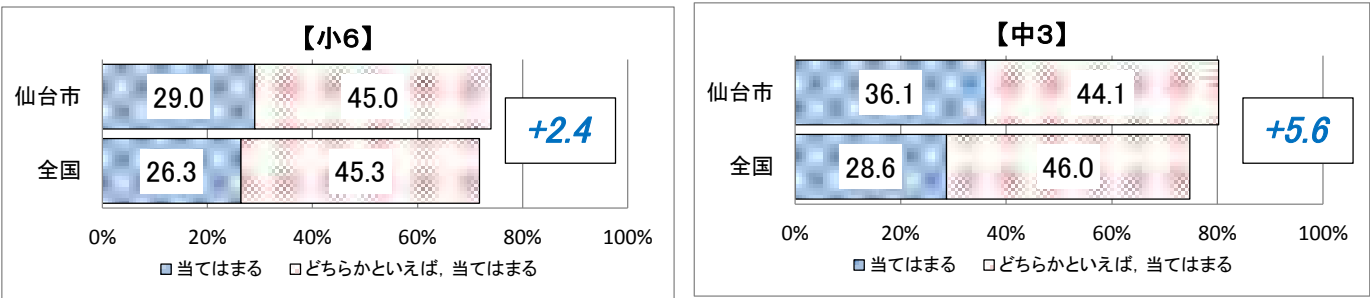 【小6】
仙台市 29.0 45.0
+2.4
全国 26.3 45.3
0% 20% 40% 60% 80% 100%
当てはまる どちらかといえば，当てはまる
【中3】
仙台市 36.1 44.1
+5.6
全国 28.6 46.0
0% 20% 40% 60% 80% 100%
当てはまる どちらかといえば，当てはまる